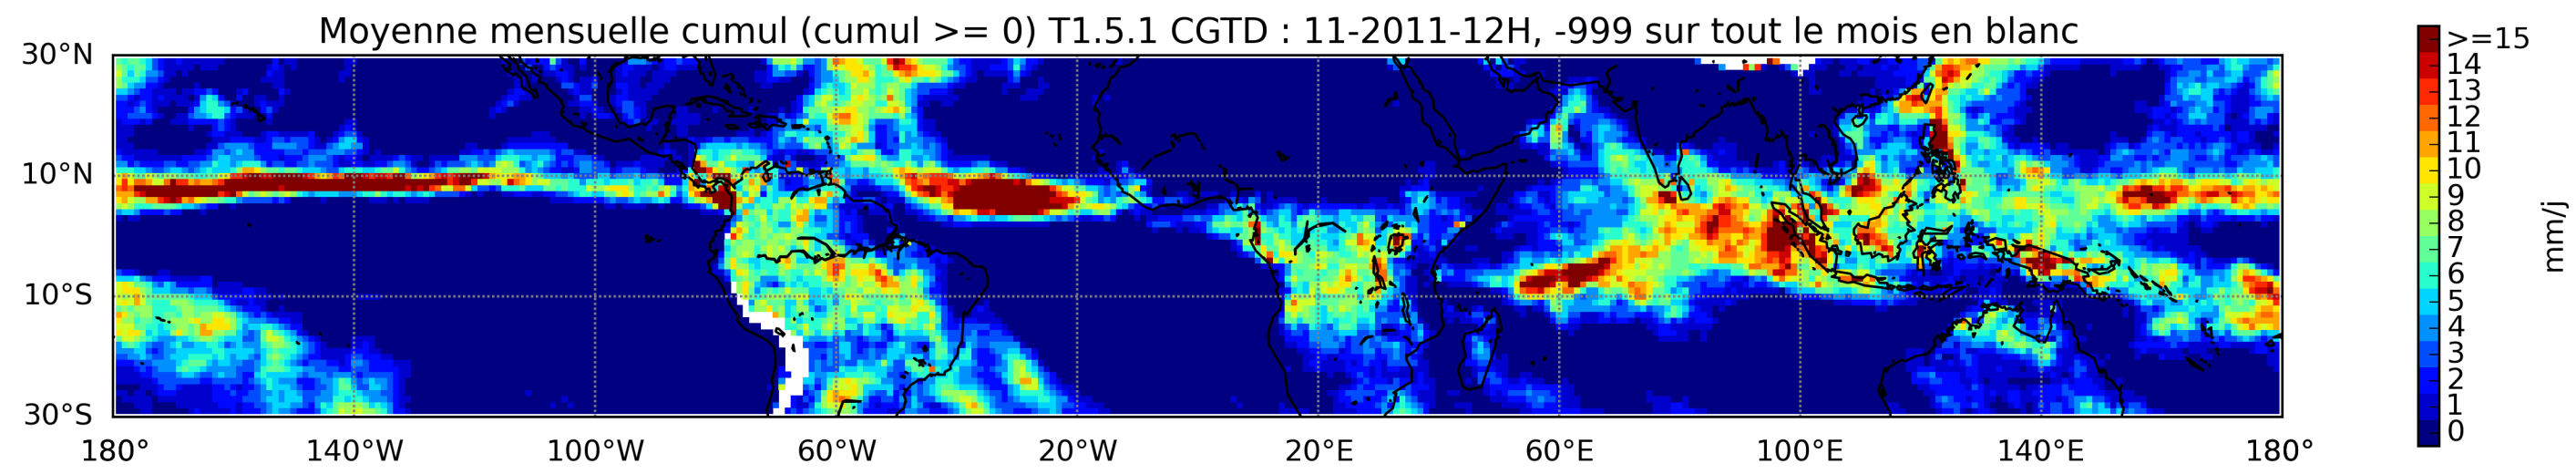 Moyenne mensuelle cumul (cumul >= 0) T1.5.1 CGTD : 11-2011-12H, -999 sur tout le mois en blanc
30°N
10°N
10°S
30°S
180° 140°W 100°W 60°W 20°W 20°E 60°E 100°E 140°E 180°
>=15
14
13
12
11
10
9
8
7
6
5
4
3
2
1
0
mm/j